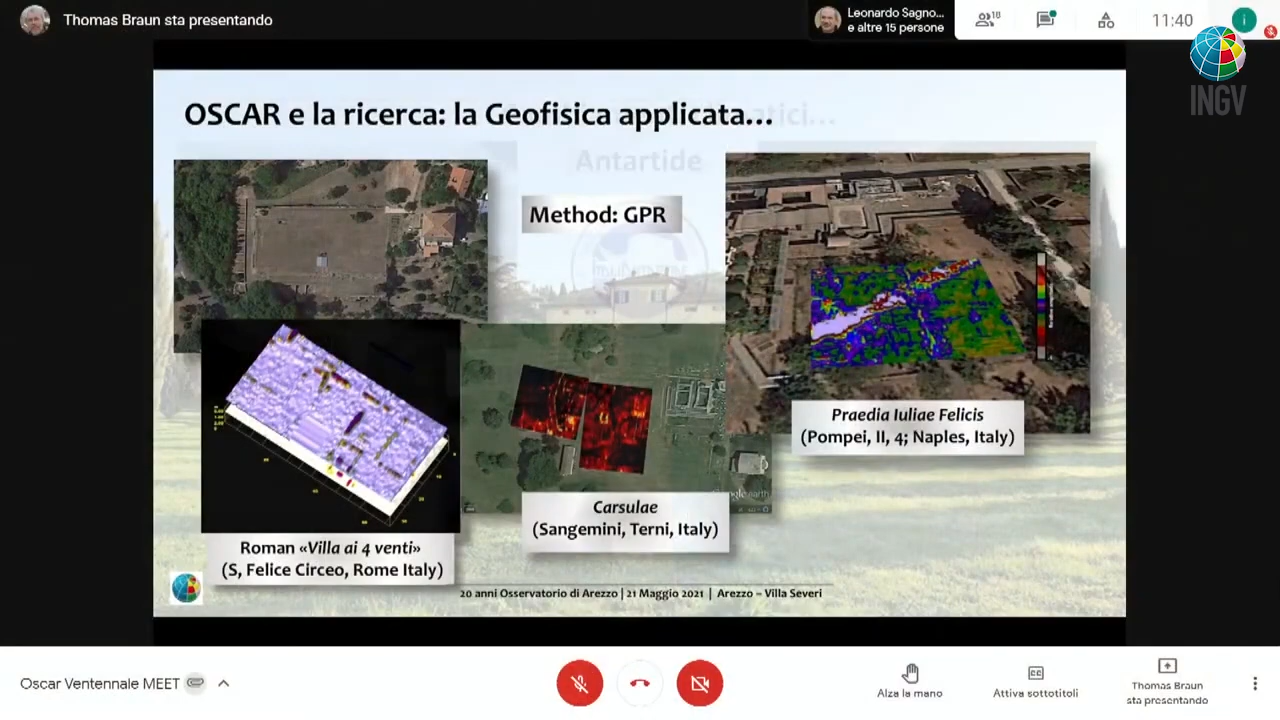 Thomas Braun sta presentando
Leonardo Sagno...
e altre 15 persone
18
11:40
i
INGV
OSCAR e la ricerca: la Geofisica applicata...
Antartide
Method: GPR
Praedia Iuliae Felicis
(Pompei, II, 4; Naples, Italy)
Carsulae
(Sangemini, Terni, Italy)
Roman «Villa ai 4 venti»
(S, Felice Circeo, Rome Italy)
20 anni Osservatorio di Arezzo | 21 Maggio 2021 | Arezzo – Villa Severi
Oscar Ventennale MEET
Alza la mano
Attiva sottotitoli
Thomas Braun
sta presentando